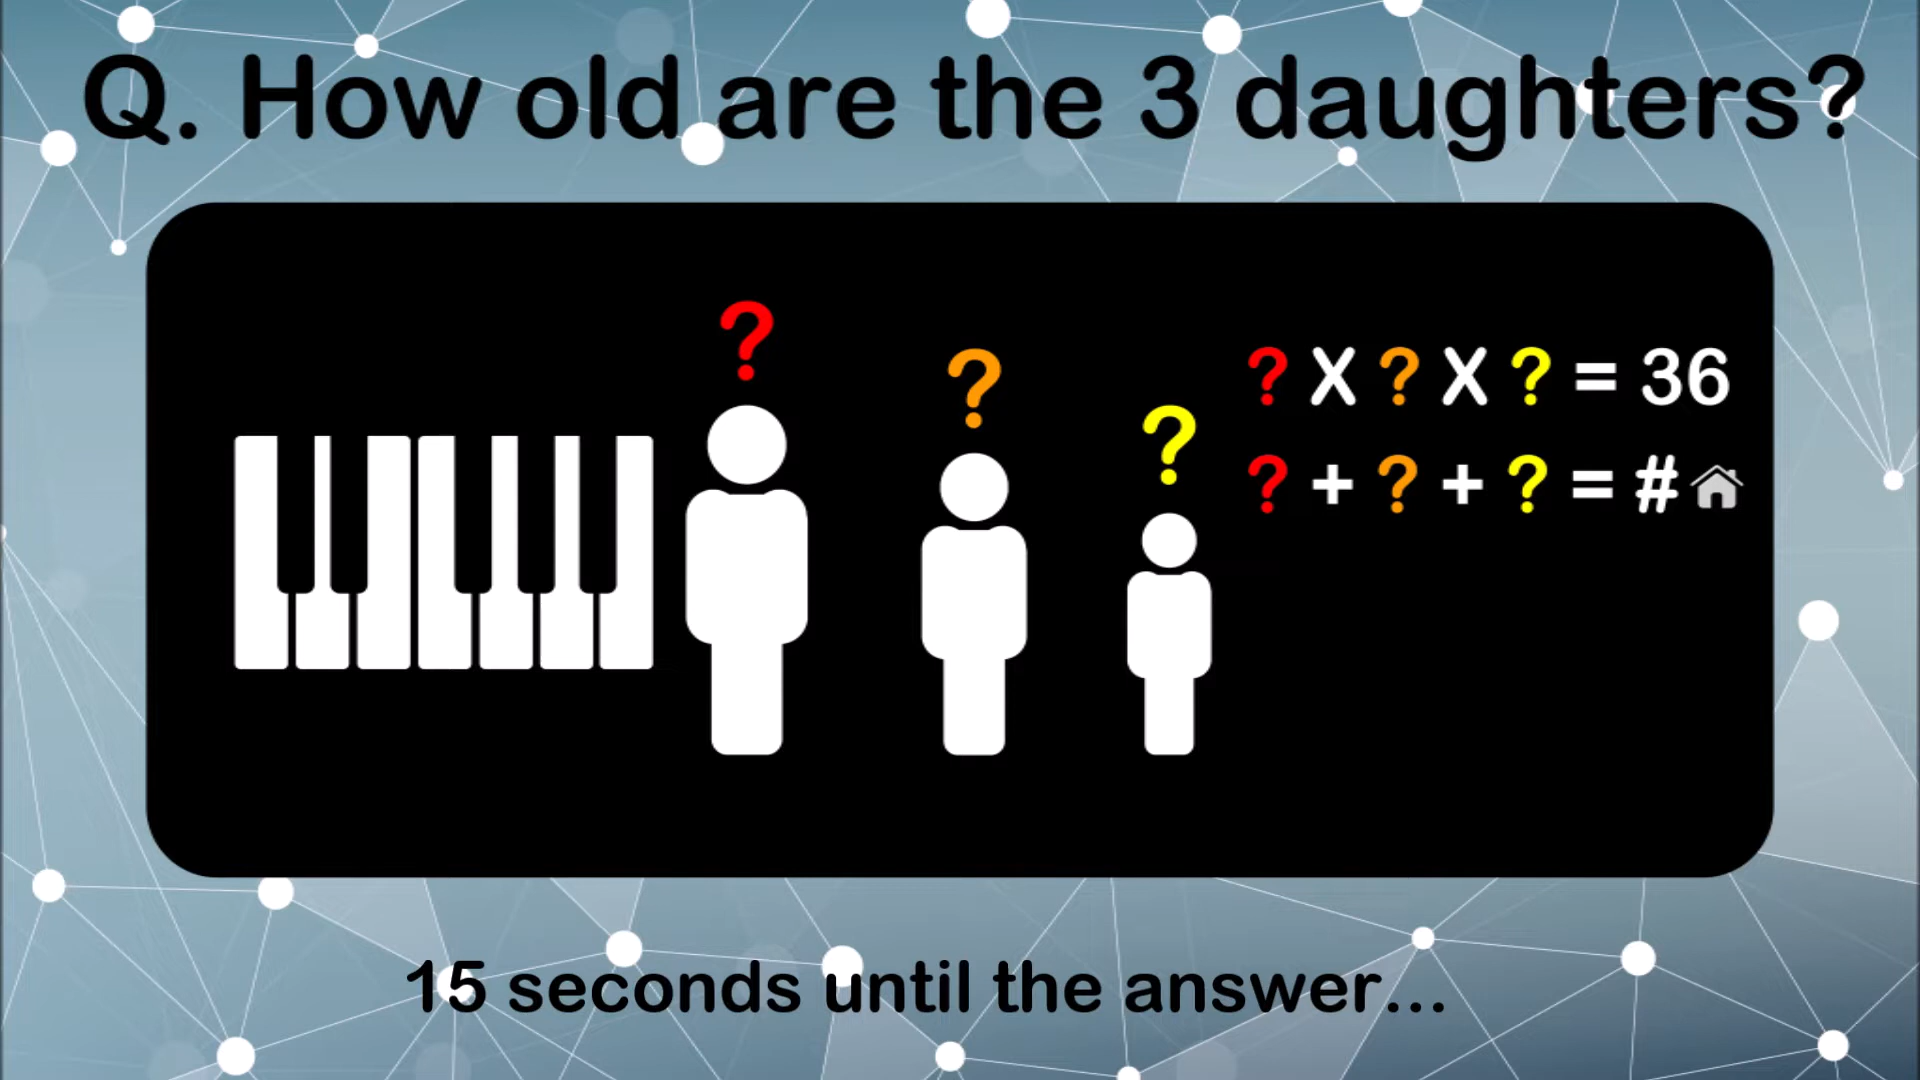 Q. How old are the 3 daughters?
?
?
?
? X ? X ? = 36
? + ? + ? = #
15 seconds until the answer...